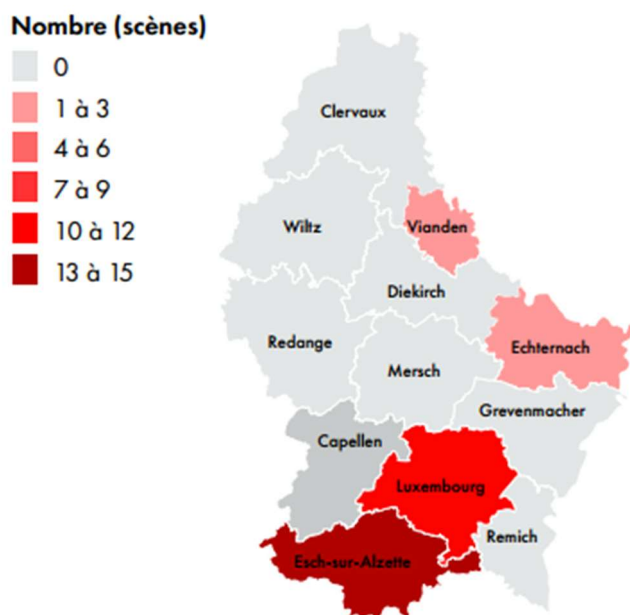 Nombre (scènes)
0
1 à 3
4 à 6
7 à 9
10 à 12
13 à 15
Clervaux
Wiltz
Vianden
Diekirch
Redange
Mersch
Echternach
Grevenmacher
Capellen
Luxembourg
Remich
Esch-sur-Alzette